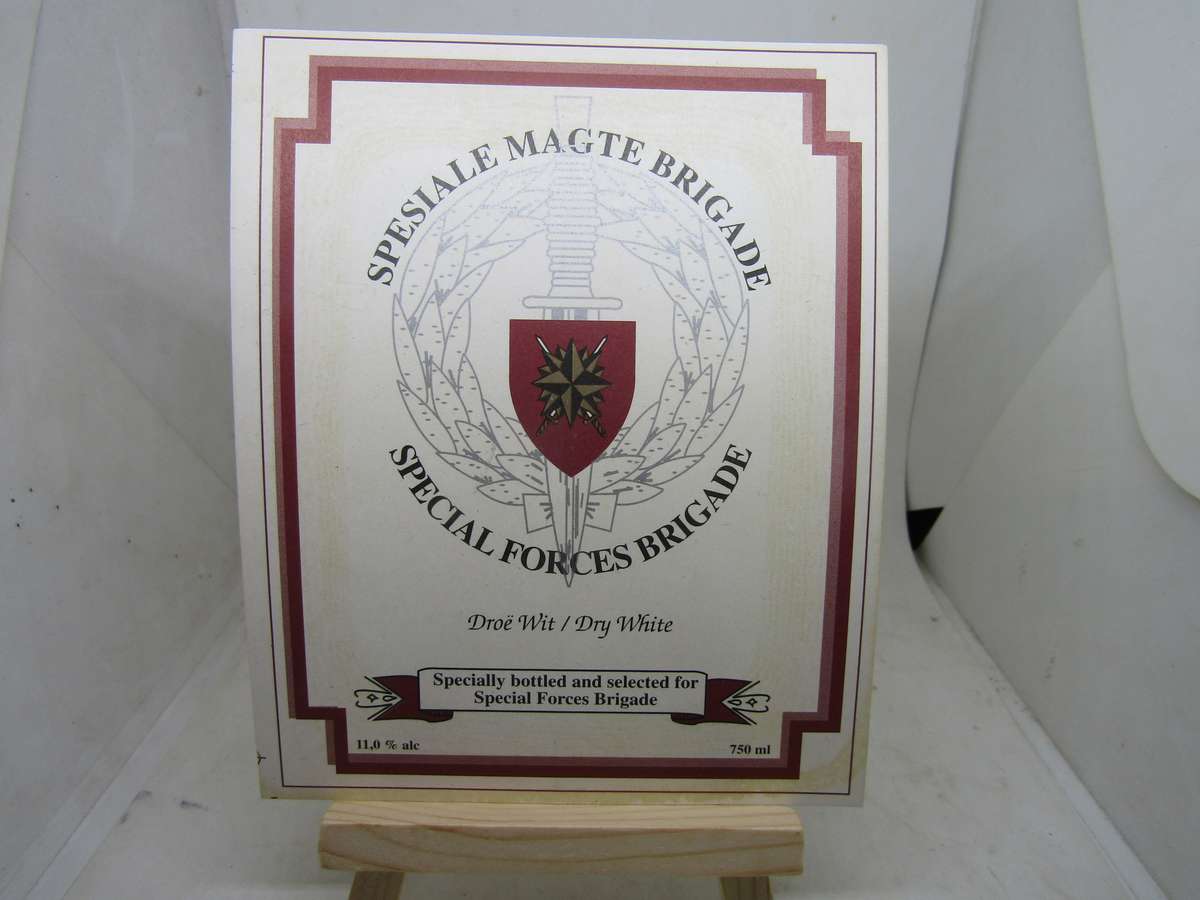 SPESIALE MAGTE BRIGADE
SPECIAL FORCES BRIGADE
Droë Wit / Dry White
Specially bottled and selected for
Special Forces Brigade
11,0 % alc
750 ml